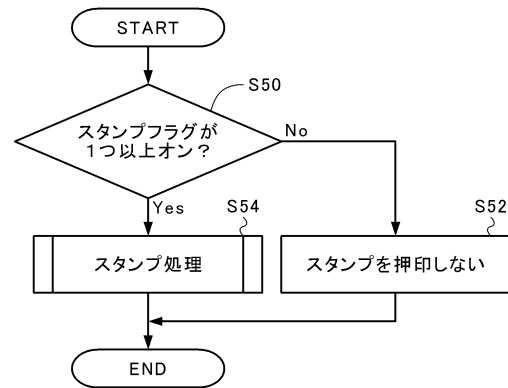 START
S50
スタンプフラグが
1つ以上オン?
No
Yes
S54
S52
スタンプ処理
スタンプを押印しない
END